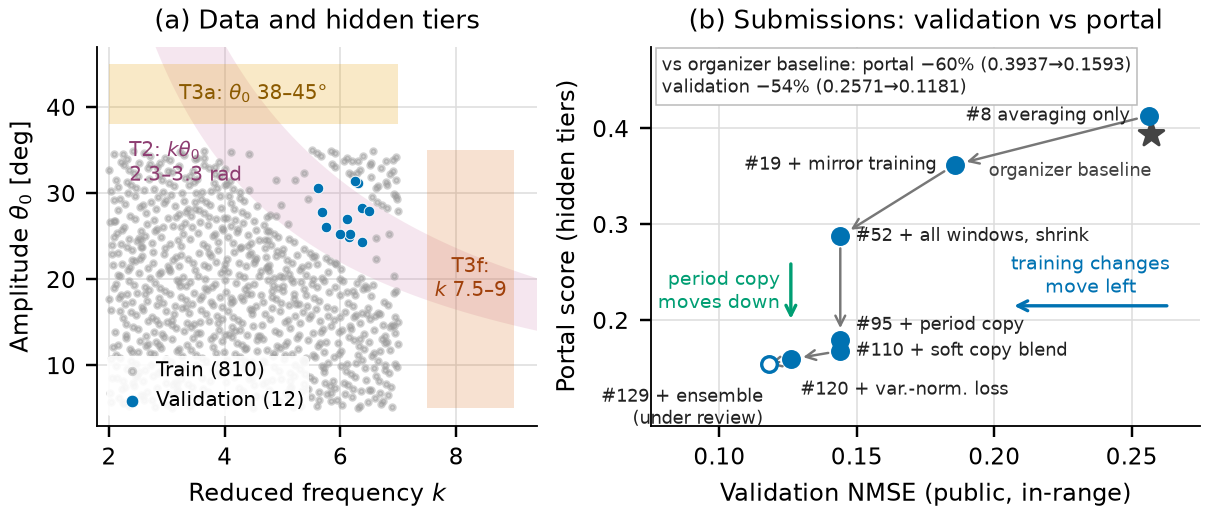 (a) Data and hidden tiers
T3a: θ0 38–45°
T2: kθ0
2.3–3.3 rad
T3f:
k 7.5–9
Train (810)
Validation (12)
40
30
20
10
2 4 6 8
Amplitude θ0 [deg]
Reduced frequency k
(b) Submissions: validation vs portal
vs organizer baseline: portal −60% (0.3937→0.1593)
validation −54% (0.2571→0.1181)
#8 averaging only
organizer baseline
#19 + mirror training
#52 + all windows, shrink
training changes
move left
period copy
moves down
#95 + period copy
#110 + soft copy blend
#120 + var.-norm. loss
#129 + ensemble
(under review)
0.4
0.3
0.2
0.10 0.15 0.20 0.25
Portal score (hidden tiers)
Validation NMSE (public, in-range)